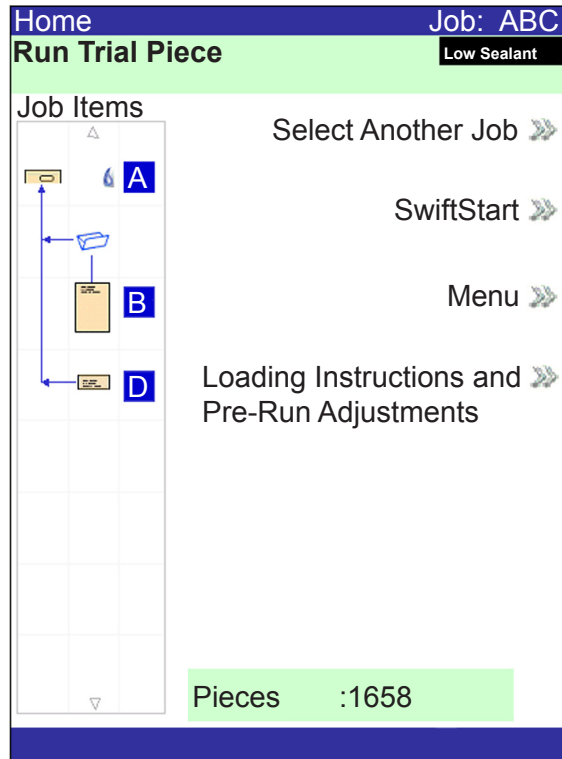 Home
Job: ABC
Run Trial Piece
Low Sealant
Job Items
Select Another Job
A
SwiftStart
Menu
B
Loading Instructions and
Pre-Run Adjustments
D
Pieces :1658